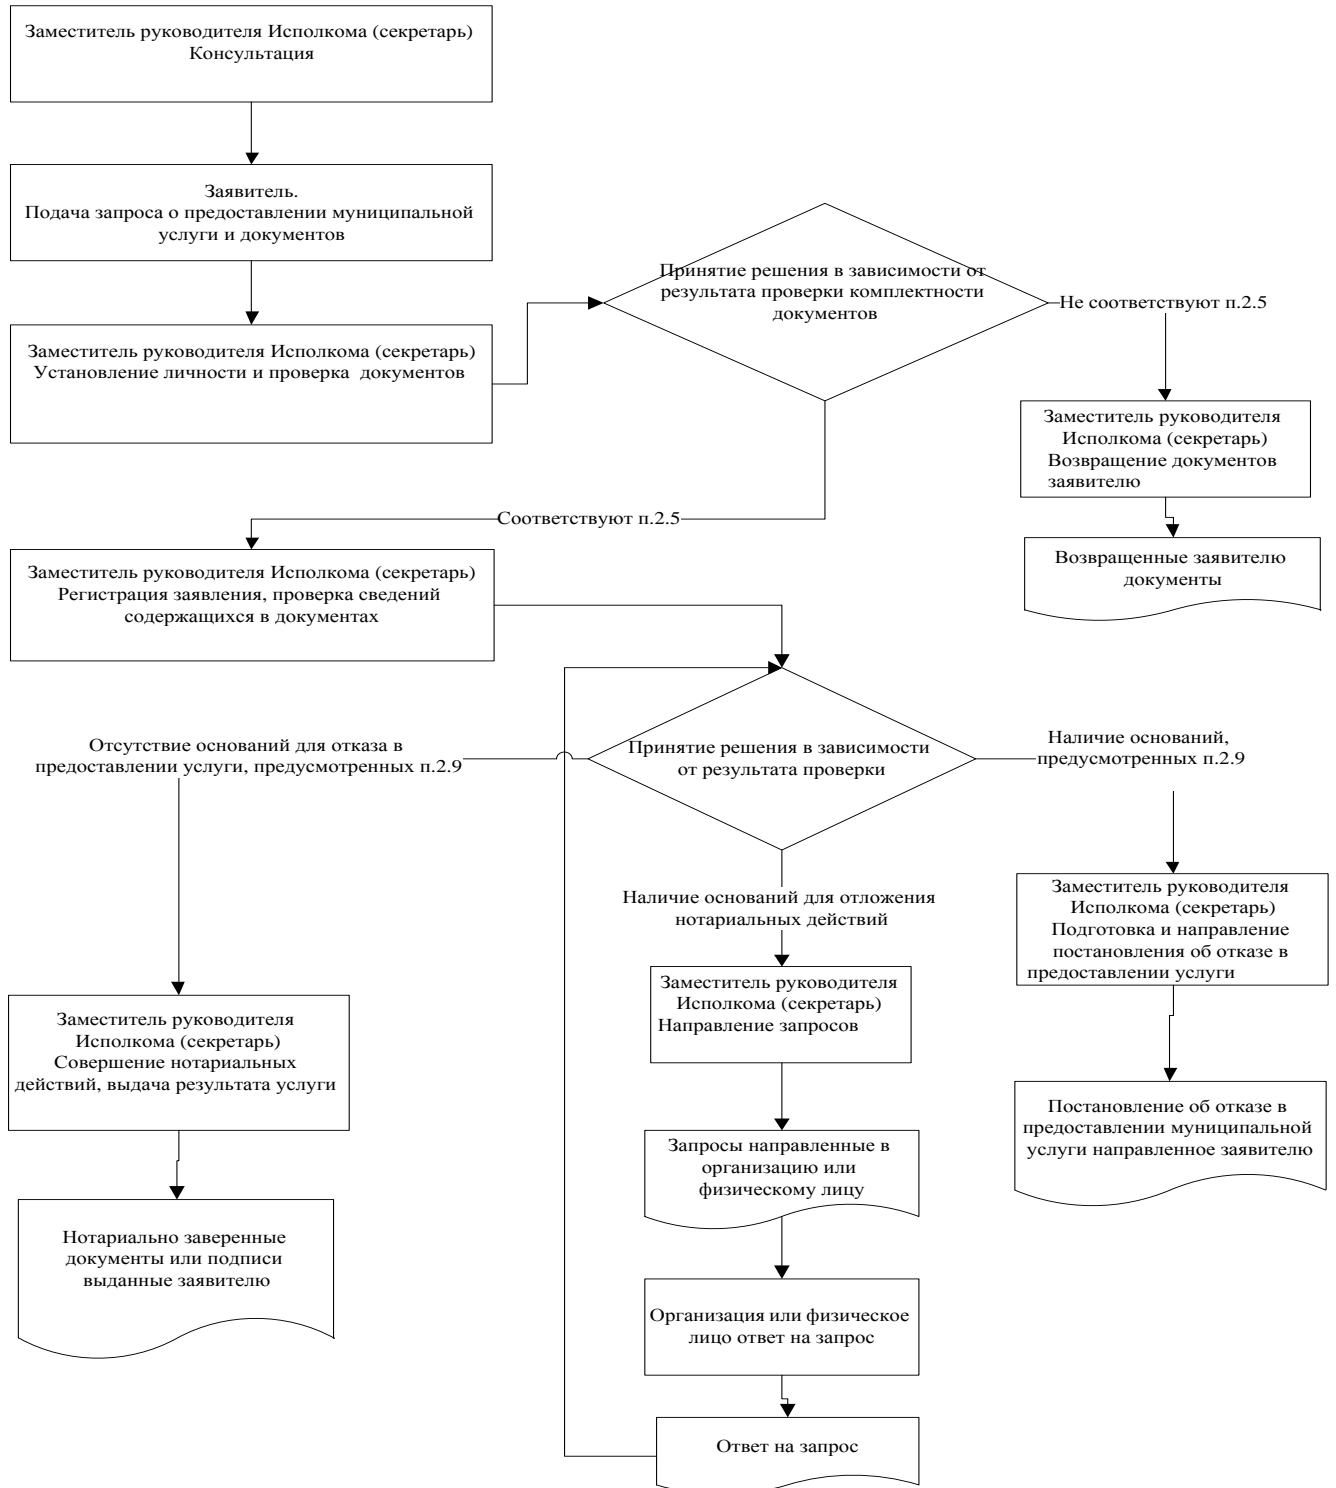 Заместитель руководителя Исполкома (секретарь)
Консультация
Заявитель.
Подача запроса о предоставлении муниципальной
услуги и документов
Заместитель руководителя Исполкома (секретарь)
Установление личности и проверка документов
Принятие решения в зависимости от
результата проверки комплектности
документов
Не соответствуют п.2.5
Заместитель руководителя
Исполкома (секретарь)
Возвращение документов
заявителю
Возвращенные заявителю
документы
Соответствуют п.2.5
Заместитель руководителя Исполкома (секретарь)
Регистрация заявления, проверка сведений
содержащихся в документах
Принятие решения в зависимости
от результата проверки
Отсутствие оснований для отказа в
предоставлении услуги, предусмотренных п.2.9
Наличие оснований,
предусмотренных п.2.9
Наличие оснований для отложения
нотариальных действий
Заместитель руководителя
Исполкома (секретарь)
Подготовка и направление
постановления об отказе в
предоставлении услуги
Заместитель руководителя
Исполкома (секретарь)
Направление запросов
Заместитель руководителя
Исполкома (секретарь)
Совершение нотариальных
действий, выдача результата услуги
Постановление об отказе в
предоставлении муниципальной
услуги направленное заявителю
Запросы направленные в
организацию или
физическому лицу
Нотариально заверенные
документы или подписи
выданные заявителю
Организация или физическое
лицо ответ на запрос
Ответ на запрос